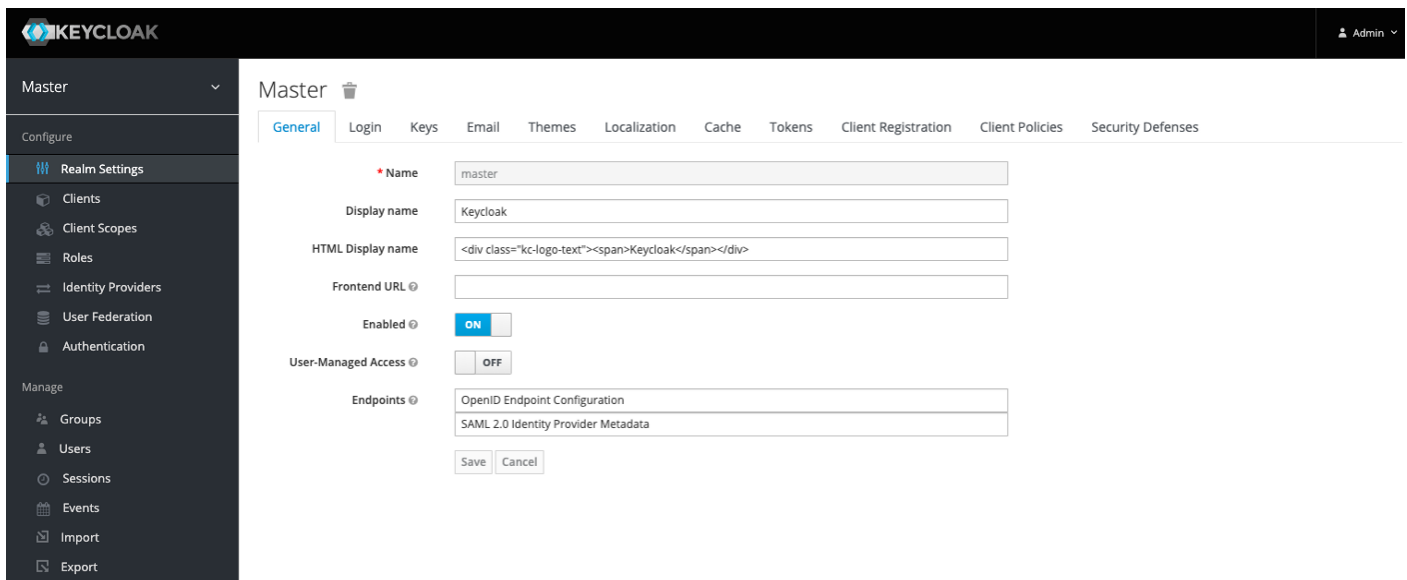 KEYCLOAK
Admin
Master
Configure
Realm Settings
Clients
Client Scopes
Roles
Identity Providers
User Federation
Authentication
Manage
Groups
Users
Sessions
Events
Import
Export
Master
General Login Keys Email Themes Localization Cache Tokens Client Registration Client Policies Security Defenses
* Name master
Display name Keycloak
HTML Display name <div class="kc-logo-text"><span>Keycloak</span></div>
Frontend URL
Enabled ON
User-Managed Access OFF
Endpoints OpenID Endpoint Configuration
SAML 2.0 Identity Provider Metadata
Save Cancel